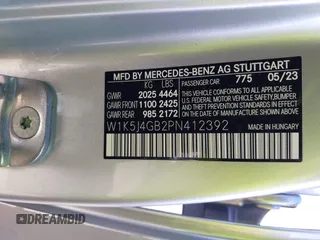 MFD BY MERCEDES-BENZ AG STUTTGART
KG LBS 775 05/23
GVWR 2025 4464 THIS VEHICLE CONFORMS TO ALL APPLICABLE
GAWR FRONT 1100 2425 U.S. FEDERAL MOTOR VEHICLE SAFETY,BUMPER
GAWR REAR 985 2172 AND THEFT PREVENTION STANDARDS IN EFFECT
ON THE DATE OF MANUFACTURE SHOWN ABOVE.
W1K5J4GB2PN412392 PASSENGER CAR
MADE IN HUNGARY
HUNGARY
DREAMBID